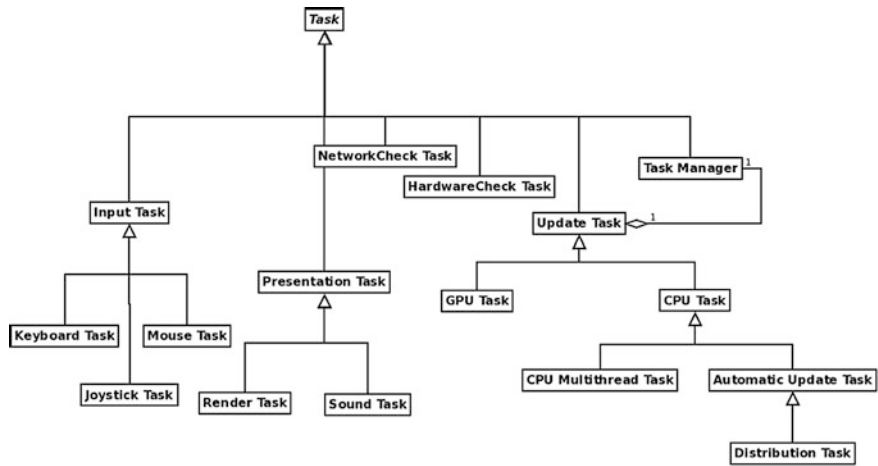 Task
NetworkCheck Task
Task Manager
1
HardwareCheck Task
Input Task
Update Task
1
Presentation Task
GPU Task
CPU Task
Keyboard Task
Mouse Task
Joystick Task
CPU Multithread Task
Automatic Update Task
Render Task
Sound Task
Distribution Task